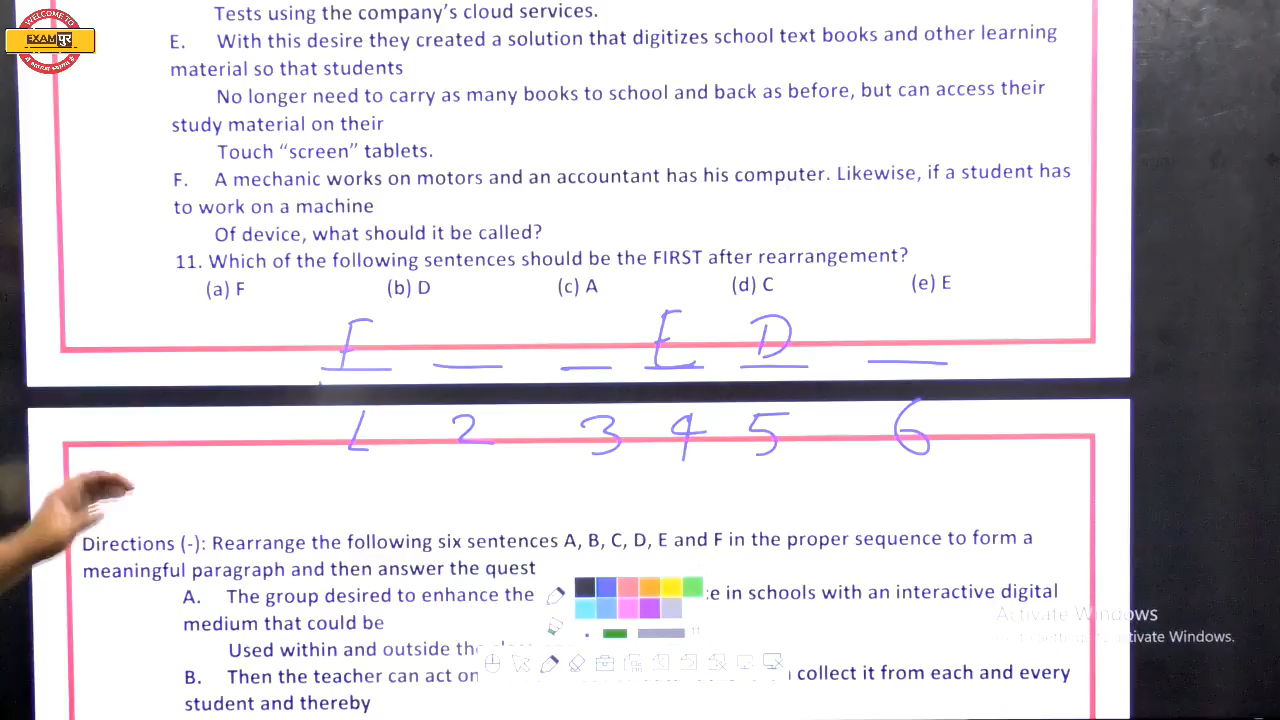 WELCOME TO
EXAMपुर
Tests using the company's cloud services.
E. With this desire they created a solution that digitizes school text books and other learning
material so that students
No longer need to carry as many books to school and back as before, but can access their
study material on their
Touch “screen” tablets.
F. A mechanic works on motors and an accountant has his computer. Likewise, if a student has
to work on a machine
Of device, what should it be called?
11. Which of the following sentences should be the FIRST after rearrangement?
(a) F (b) D (c) A (d) C (e) E
F E D
1 2 3 4 5 6
Directions (-): Rearrange the following six sentences A, B, C, D, E and F in the proper sequence to form a
meaningful paragraph and then answer the quest
A. The group desired to enhance the :e in schools with an interactive digital
medium that could be
Activate Windows
Used within and outside the
B. Then the teacher can act on collect it from each and every
student and thereby